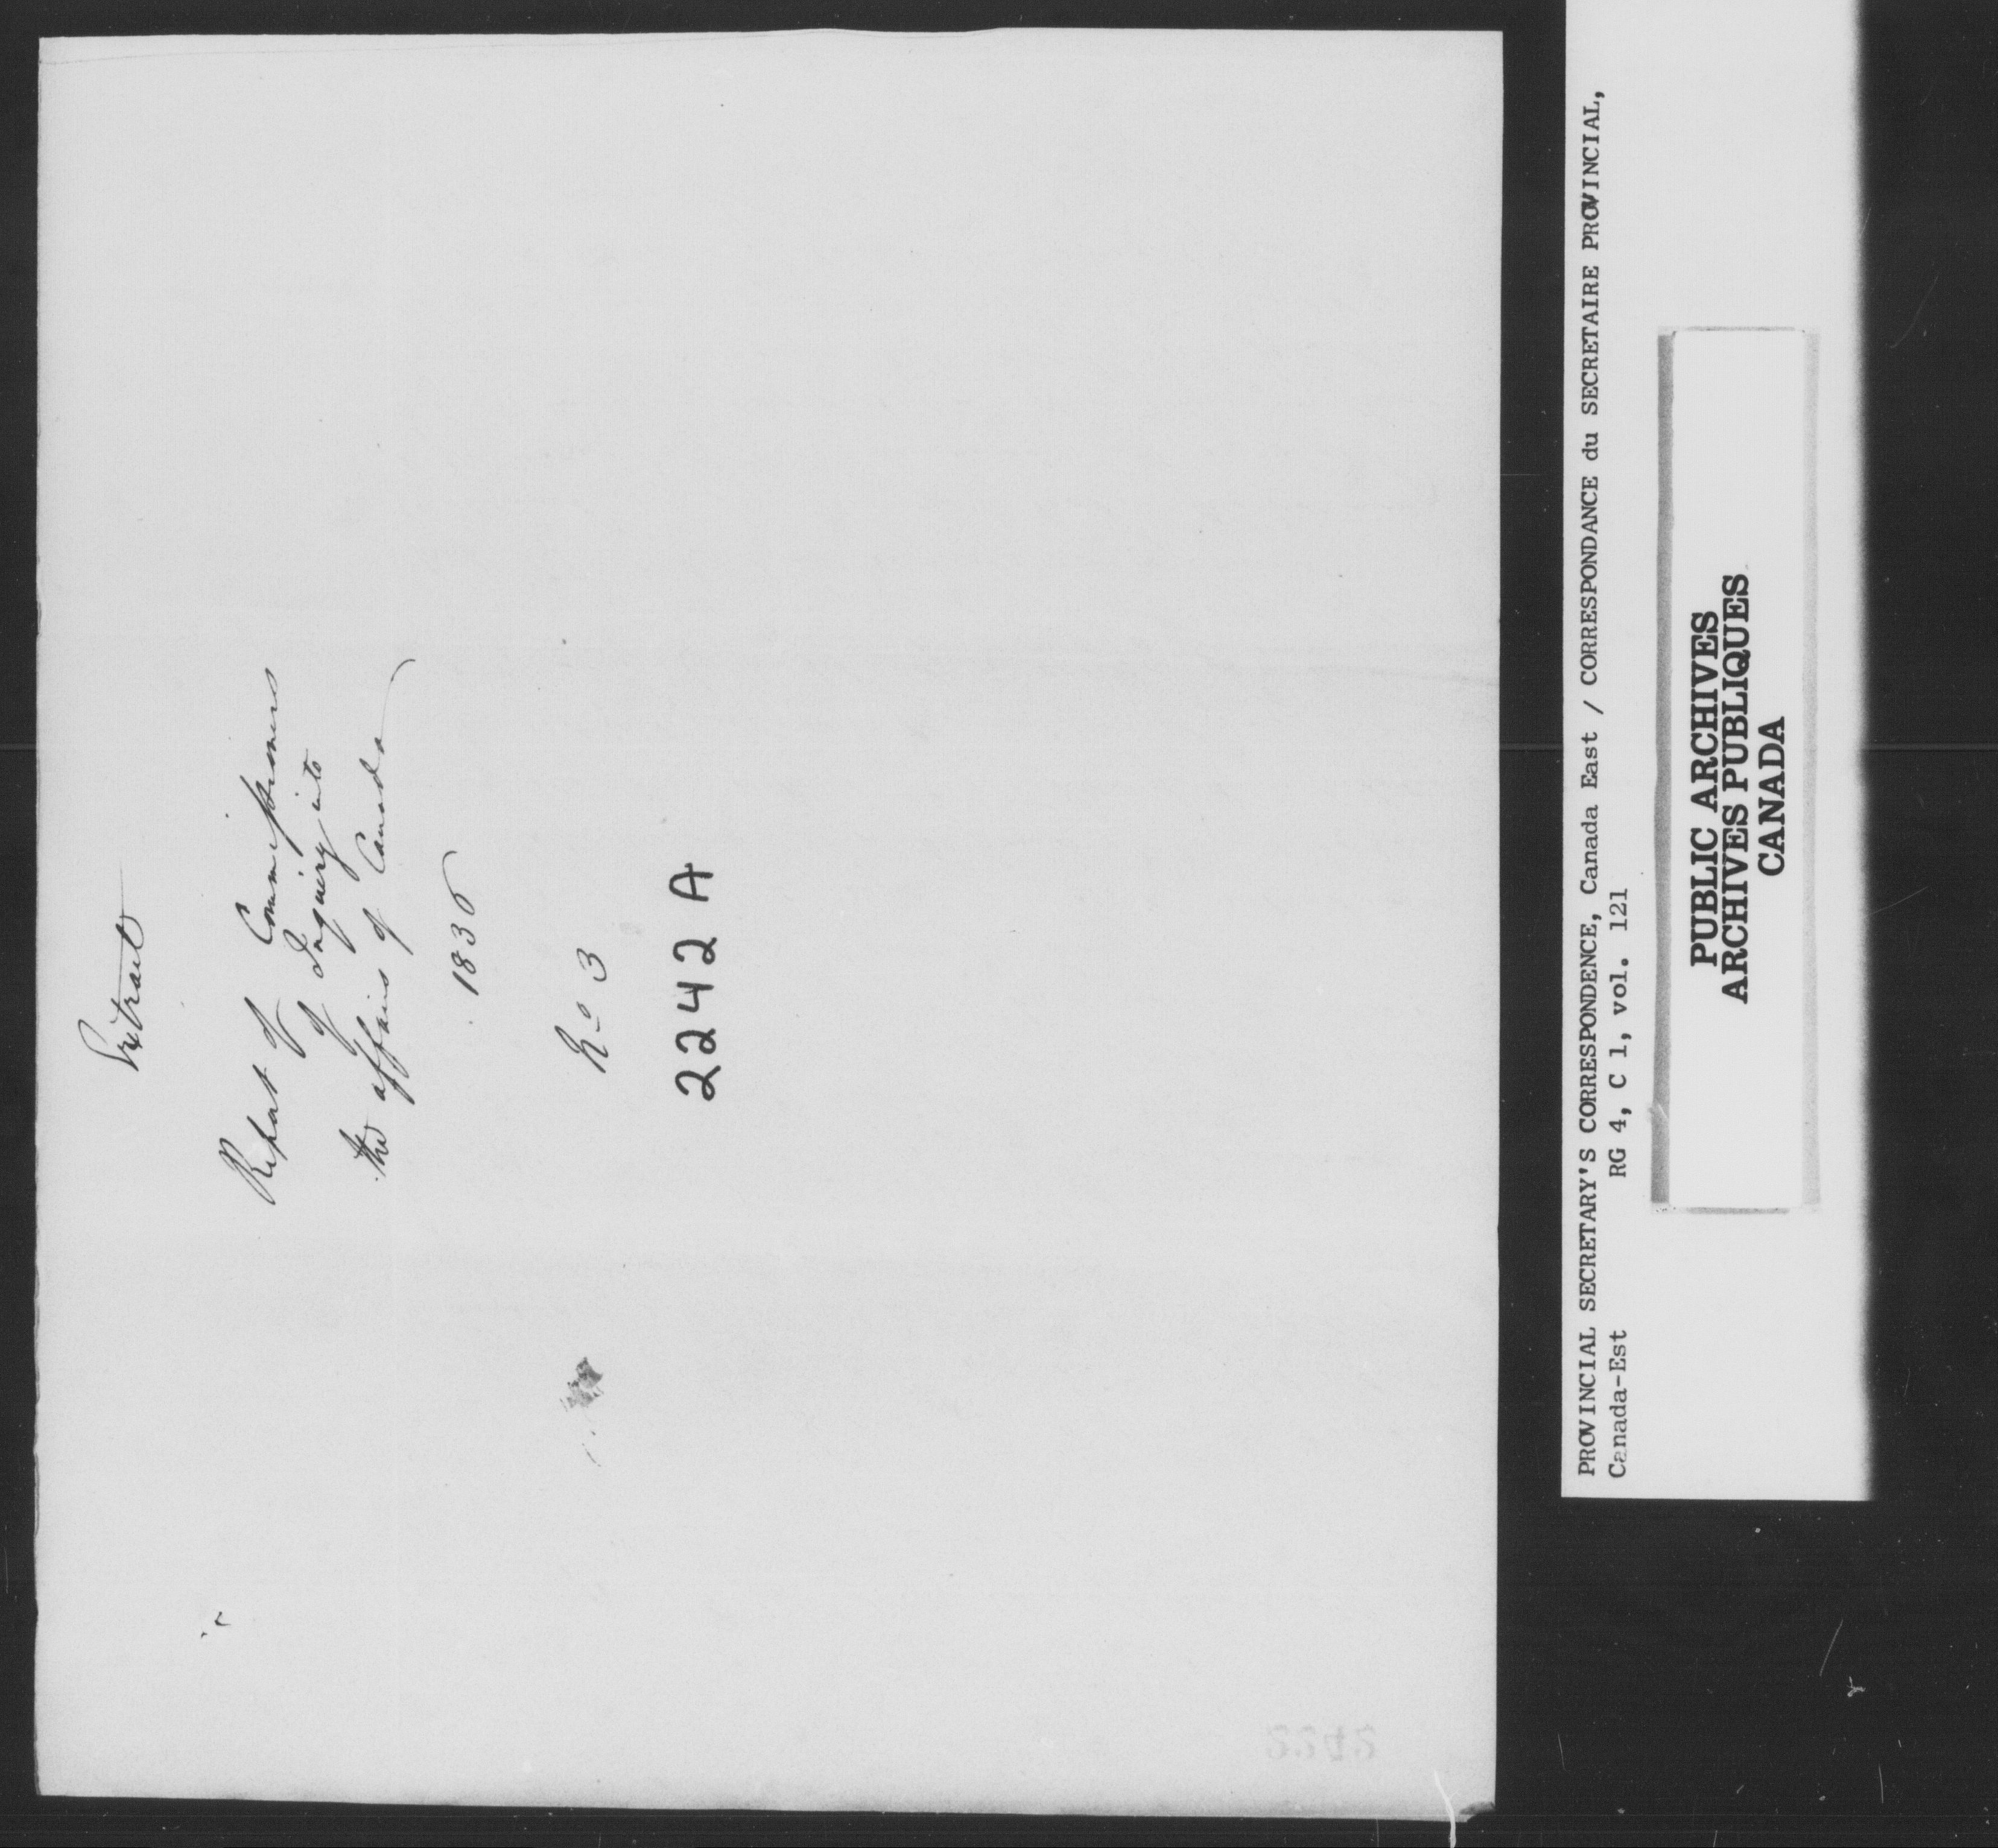 Extract
Report of Commissioners
of Inquiry into
the affairs of Canada
1836
No 3
2242 A
PROVINCIAL SECRETARY'S CORRESPONDENCE, Canada East / CORRESPONDANCE du SECRETAIRE PROVINCIAL,
Canada-Est RG 4, C 1, vol. 121
PUBLIC ARCHIVES
ARCHIVES PUBLIQUES
CANADA